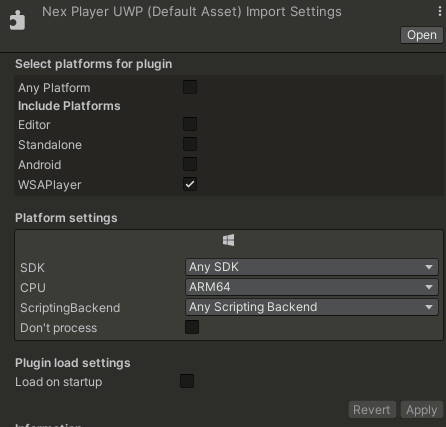 Nex Player UWP (Default Asset) Import Settings
Open
Select platforms for plugin
Any Platform
Include Platforms
Editor
Standalone
Android
WSAPlayer
Platform settings
SDK Any SDK
CPU ARM64
ScriptingBackend Any Scripting Backend
Don't process
Plugin load settings
Load on startup
Revert Apply
Information